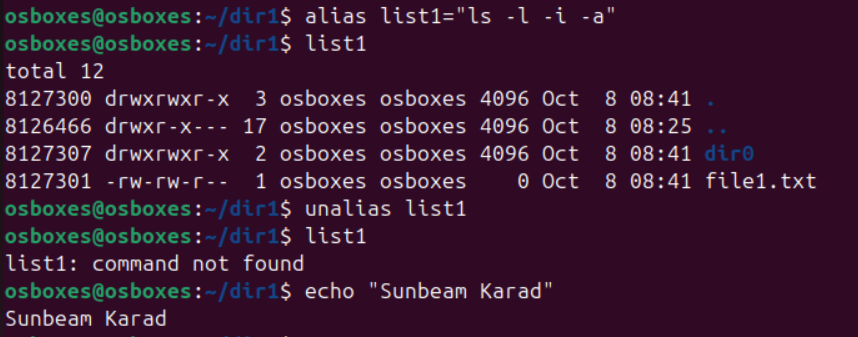 osboxes@osboxes:~/dir1$ alias list1="ls -l -i -a"
osboxes@osboxes:~/dir1$ list1
total 12
8127300 drwxrwxr-x  3 osboxes osboxes 4096 Oct  8 08:41 .
8126466 drwxr-x--- 17 osboxes osboxes 4096 Oct  8 08:25 ..
8127307 drwxrwxr-x  2 osboxes osboxes 4096 Oct  8 08:41 dir0
8127301 -rw-rw-r--  1 osboxes osboxes    0 Oct  8 08:41 file1.txt
osboxes@osboxes:~/dir1$ unalias list1
osboxes@osboxes:~/dir1$ list1
list1: command not found
osboxes@osboxes:~/dir1$ echo "Sunbeam Karad"
Sunbeam Karad